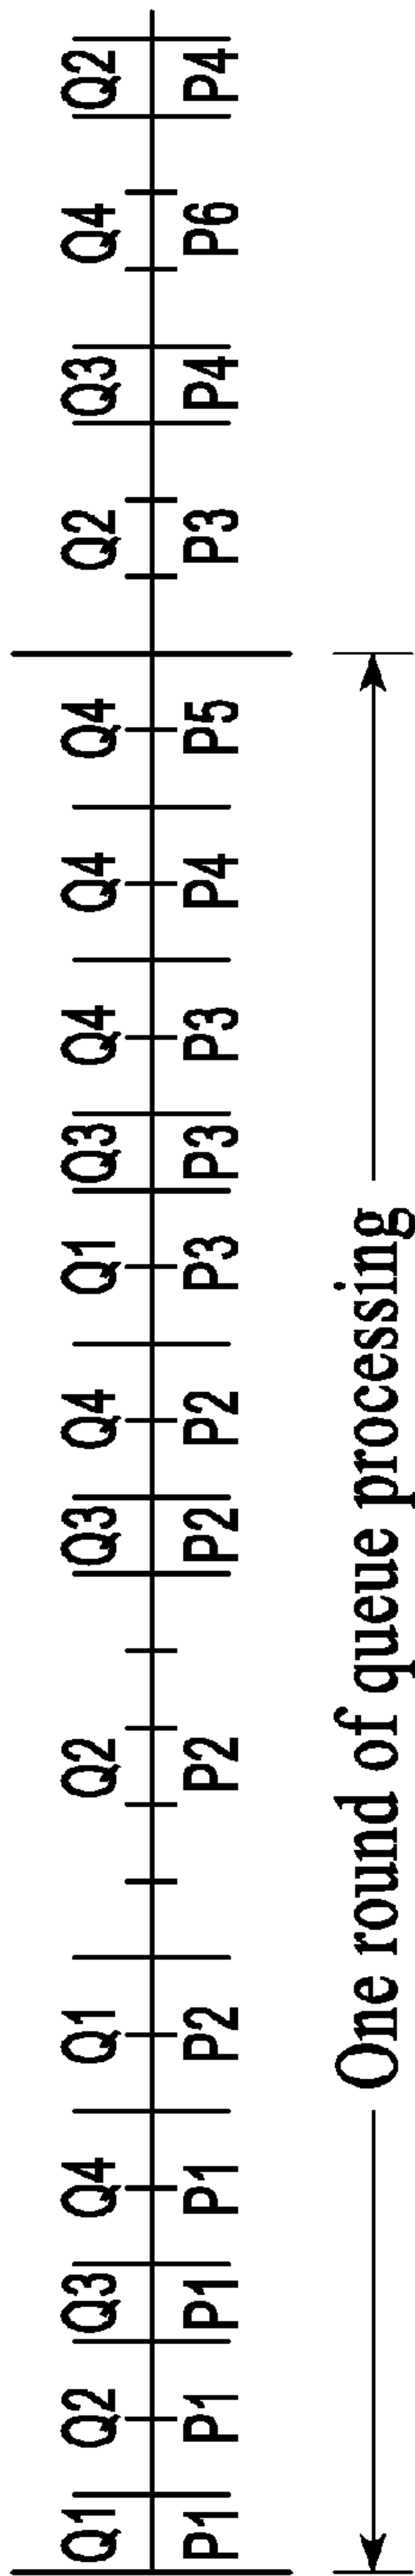 Q1 Q2 Q3 Q4 Q1 Q2 Q3 Q4 Q1 Q3 Q4 Q4 Q4 Q2 Q3 Q4 Q2
P1 P1 P1 P1 P2 P2 P2 P2 P3 P3 P3 P4 P5 P3 P4 P6 P4
One round of queue processing